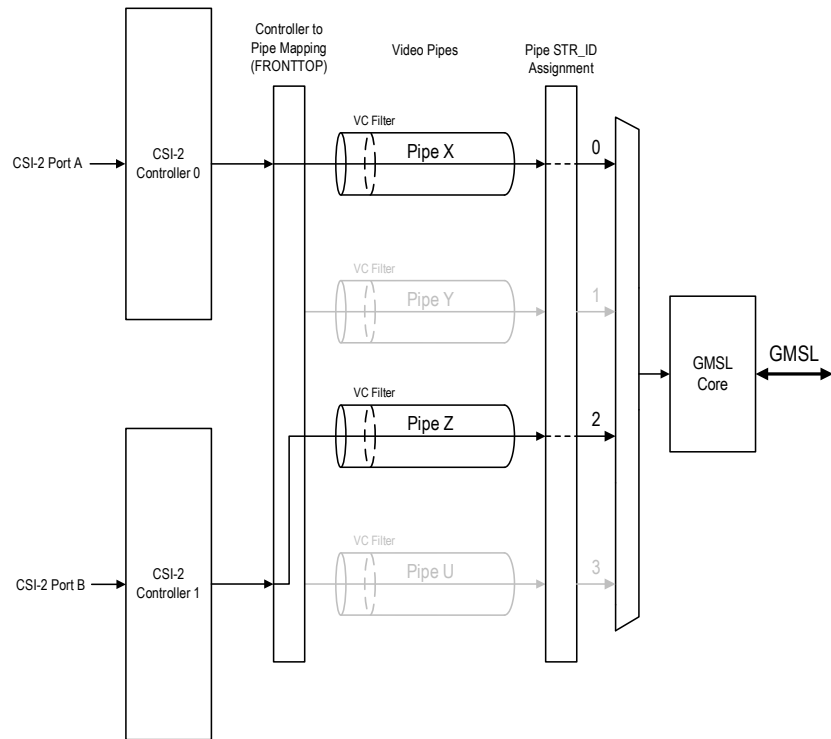 Controller to
Pipe Mapping
(FRONTTOP)
Video Pipes
Pipe STR_ID
Assignment
VC Filter
Pipe X
0
CSI-2 Port A
CSI-2
Controller 0
VC Filter
Pipe Y
1
GMSL
Core
GMSL
VC Filter
Pipe Z
2
VC Filter
Pipe U
3
CSI-2 Port B
CSI-2
Controller 1